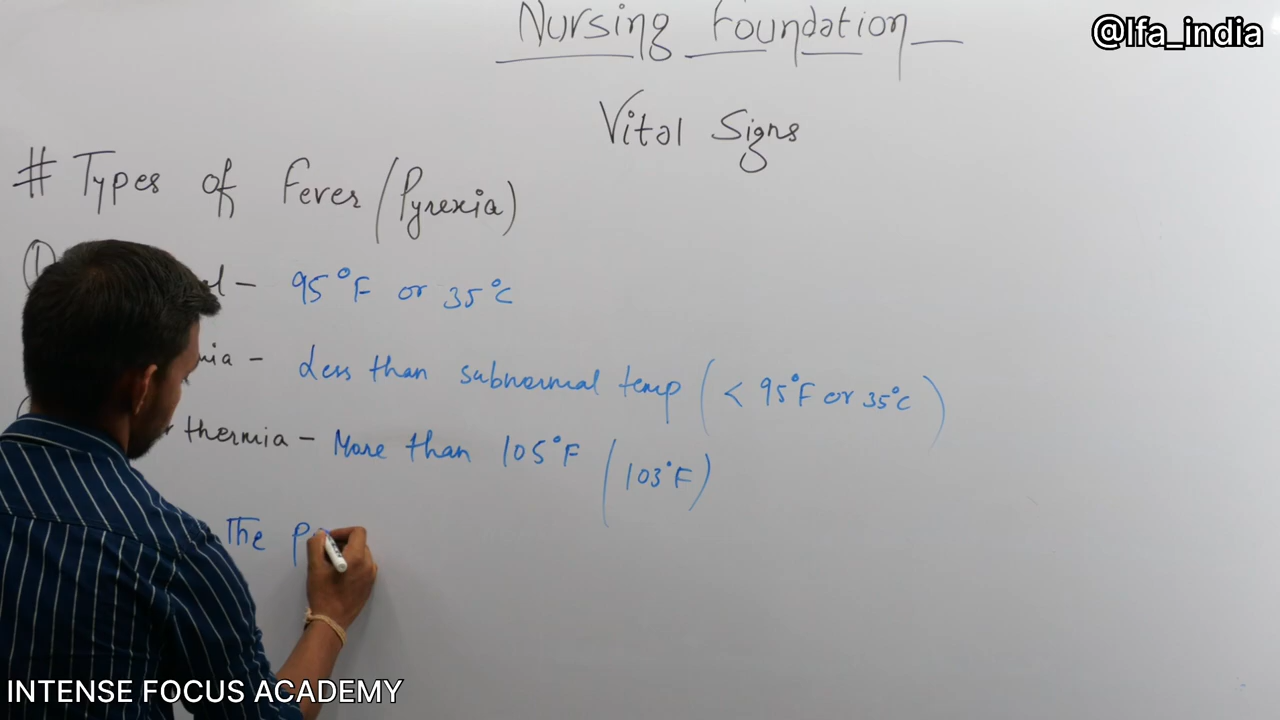 Nursing Foundation
@Ifa_india
Vital Signs
# Types of Fever (Pyrexia)
① – 95°F or 35°C
– Less than subnormal temp (< 95°F or 35°C)
thermia – More than 105°F (103°F)
The
INTENSE FOCUS ACADEMY